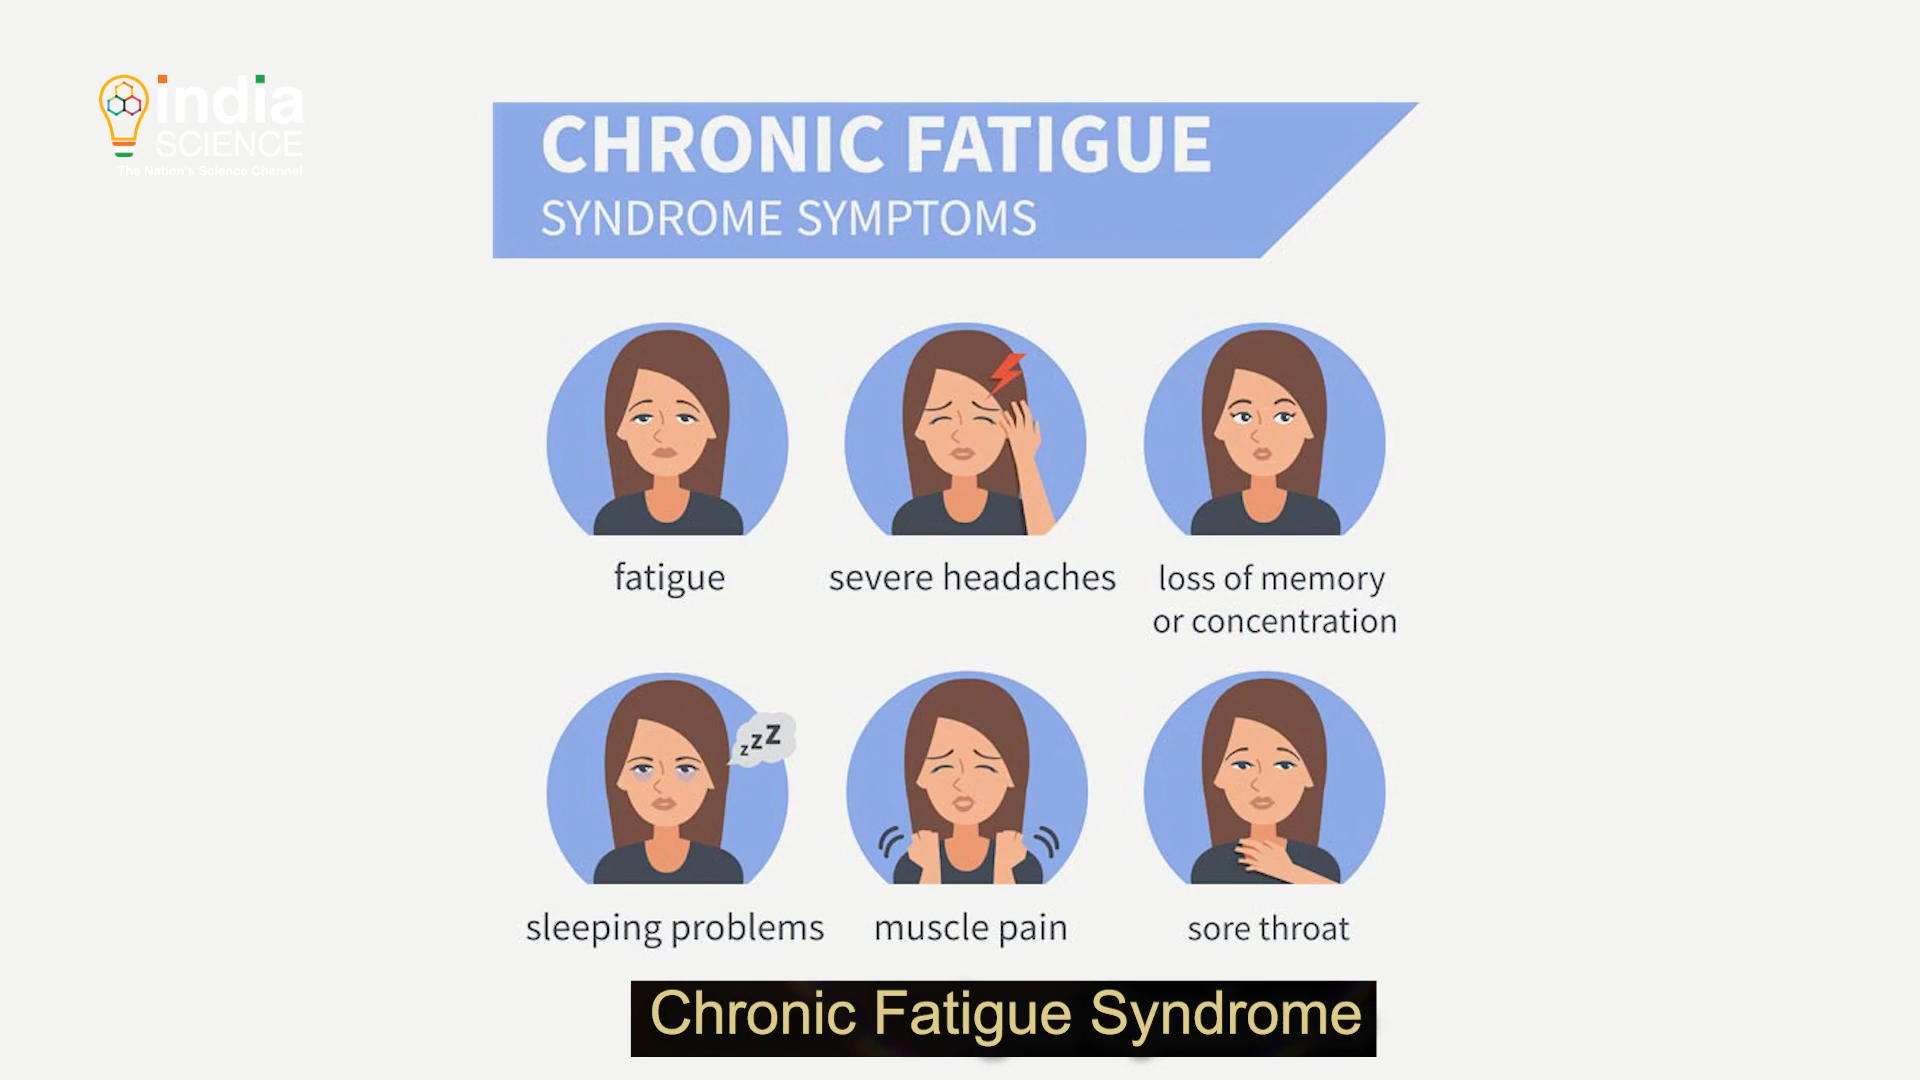 india
SCIENCE
The Nation's Science Channel
CHRONIC FATIGUE
SYNDROME SYMPTOMS
fatigue
severe headaches
loss of memory
or concentration
zzZ
sleeping problems
muscle pain
sore throat
Chronic Fatigue Syndrome